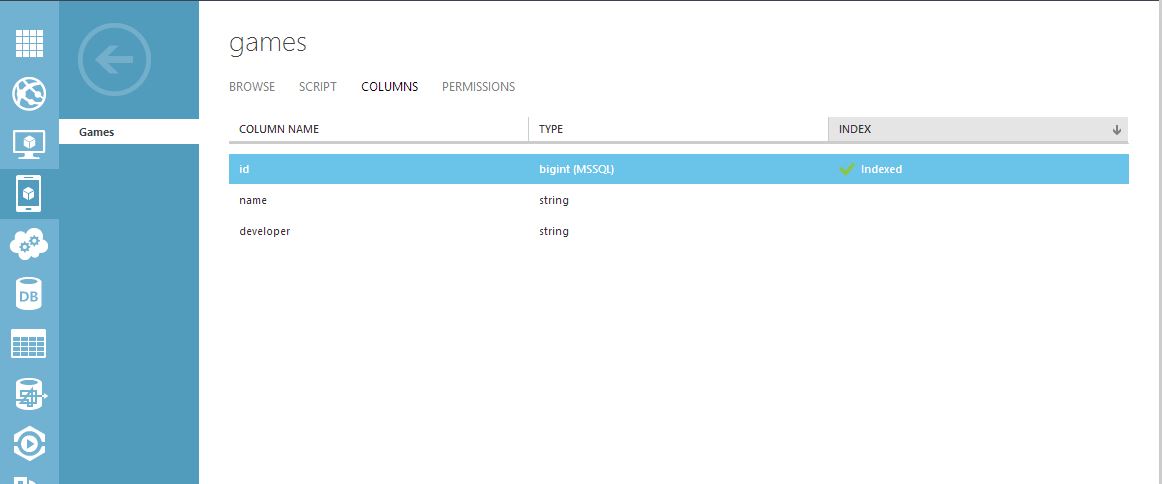 games
BROWSE SCRIPT COLUMNS PERMISSIONS
Games
COLUMN NAME TYPE INDEX
id bigint (MSSQL) Indexed
name string
developer string
DB